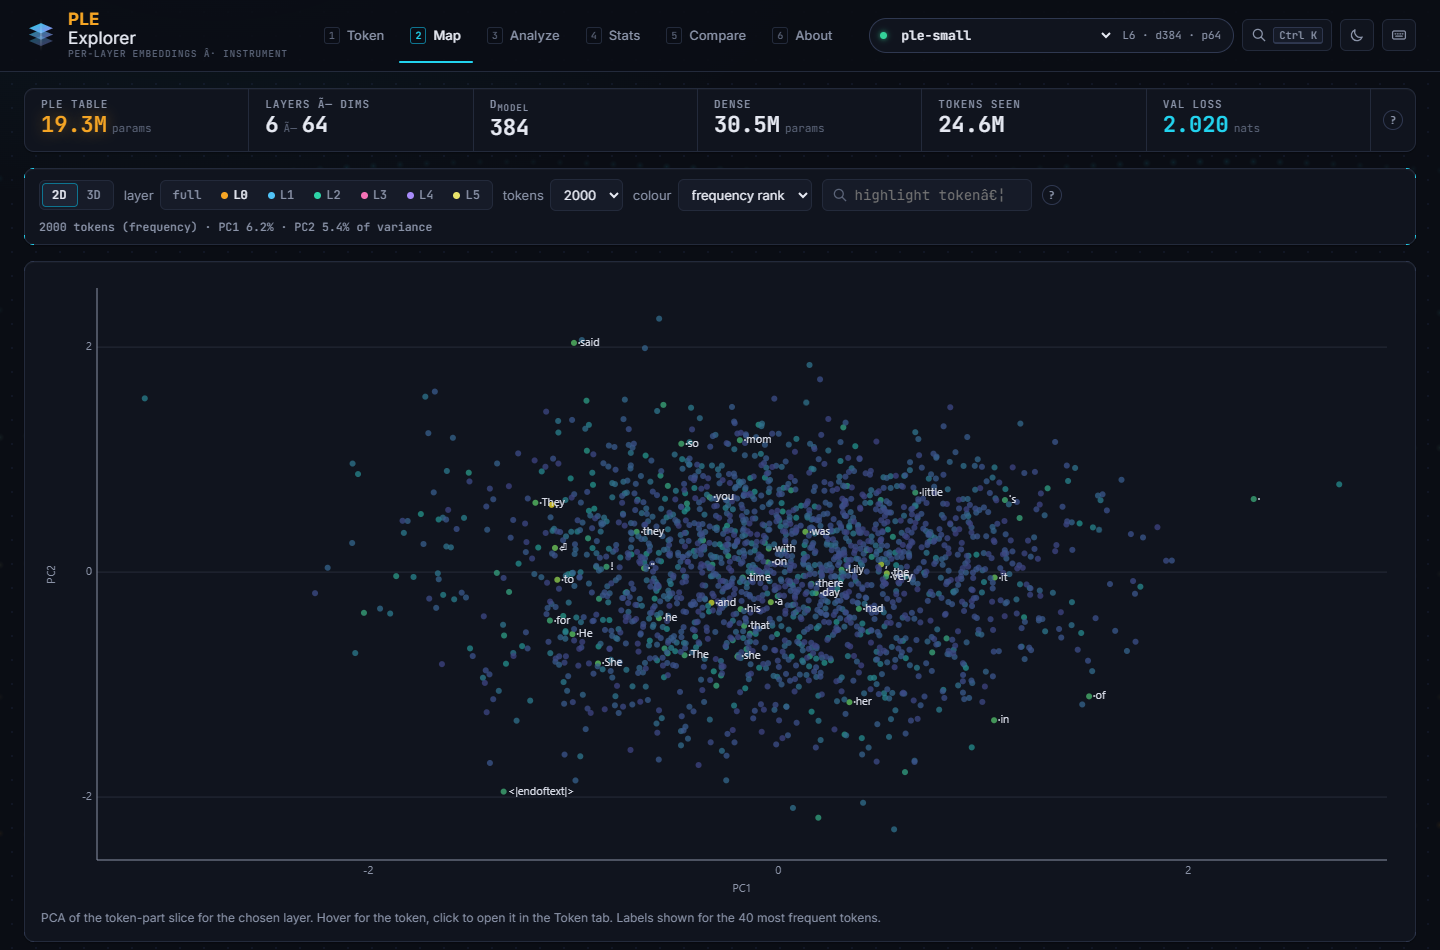 PLE
Explorer
PER-LAYER EMBEDDINGS Â· INSTRUMENT
1 Token
2 Map
3 Analyze
4 Stats
5 Compare
6 About
ple-small
L6 · d384 · p64
Ctrl K
PLE TABLE
19.3M params
LAYERS Ã— DIMS
6 Ã— 64
DMODEL
384
DENSE
30.5M params
TOKENS SEEN
24.6M
VAL LOSS
2.020 nats
?
2D 3D layer full L0 L1 L2 L3 L4 L5 tokens 2000 colour frequency rank highlight tokenâ€¦ ?
2000 tokens (frequency) · PC1 6.2% · PC2 5.4% of variance
·said
·so
·mom
·you
·little
·They
's
·.
·they
·was
⏎
·with
·on
!
·"
·Lily
,
·the
·very
·to
·time
·there
·it
·day
·and
·his
·a
·had
·for
·he
·that
·He
·The
·she
·She
·her
·of
·in
<|endoftext|>
2
0
-2
PC2
-2
0
2
PC1
PCA of the token-part slice for the chosen layer. Hover for the token, click to open it in the Token tab. Labels shown for the 40 most frequent tokens.